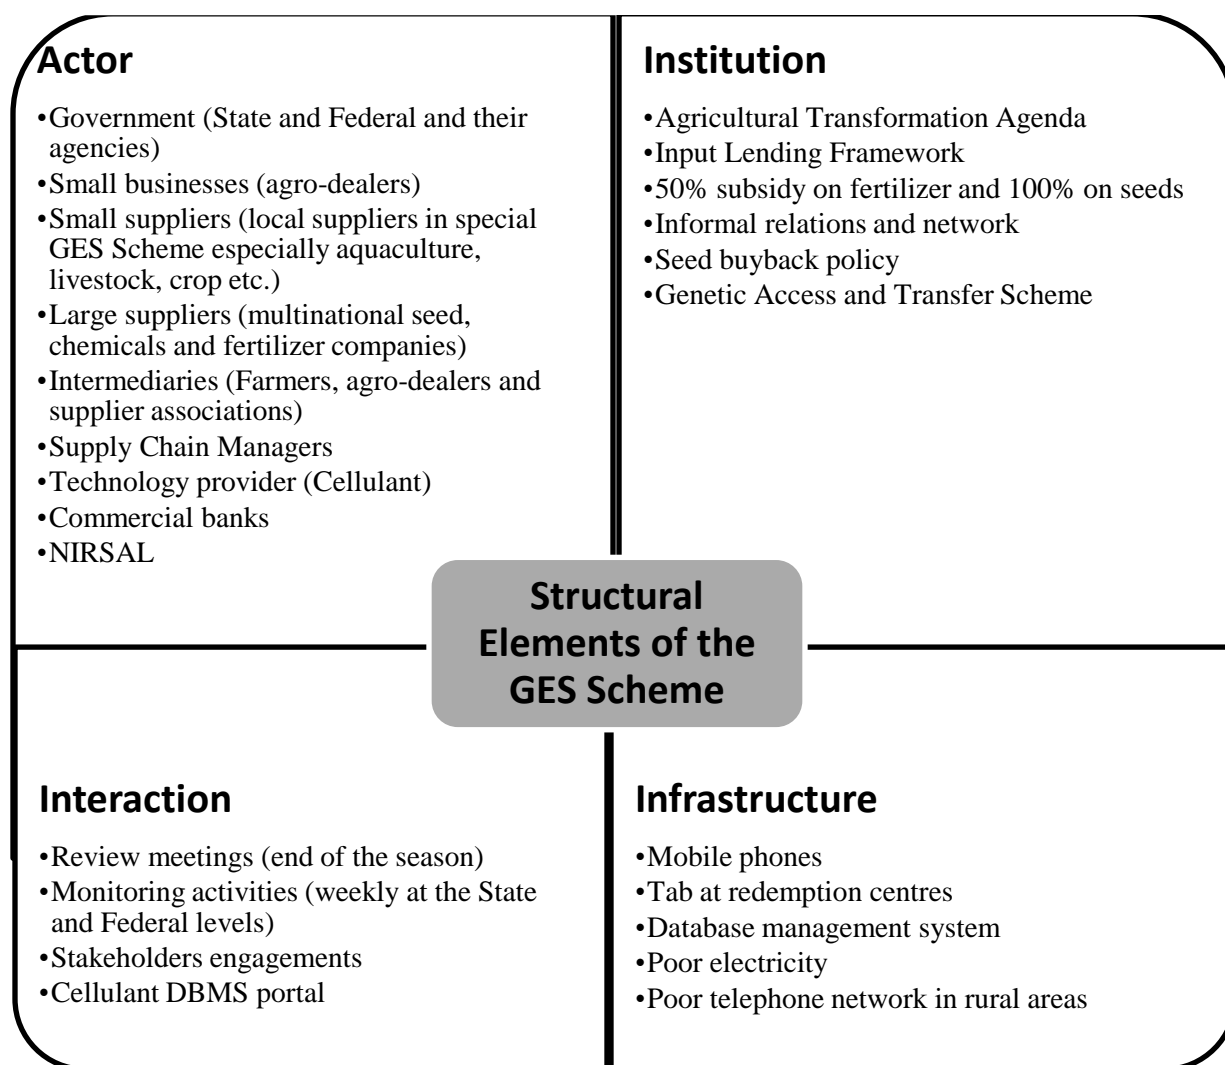 Actor
•Government (State and Federal and their
agencies)
•Small businesses (agro-dealers)
•Small suppliers (local suppliers in special
GES Scheme especially aquaculture,
livestock, crop etc.)
•Large suppliers (multinational seed,
chemicals and fertilizer companies)
•Intermediaries (Farmers, agro-dealers and
supplier associations)
•Supply Chain Managers
•Technology provider (Cellulant)
•Commercial banks
•NIRSAL
Institution
•Agricultural Transformation Agenda
•Input Lending Framework
•50% subsidy on fertilizer and 100% on seeds
•Informal relations and network
•Seed buyback policy
•Genetic Access and Transfer Scheme
Structural
Elements of the
GES Scheme
Interaction
•Review meetings (end of the season)
•Monitoring activities (weekly at the State
and Federal levels)
•Stakeholders engagements
•Cellulant DBMS portal
Infrastructure
•Mobile phones
•Tab at redemption centres
•Database management system
•Poor electricity
•Poor telephone network in rural areas